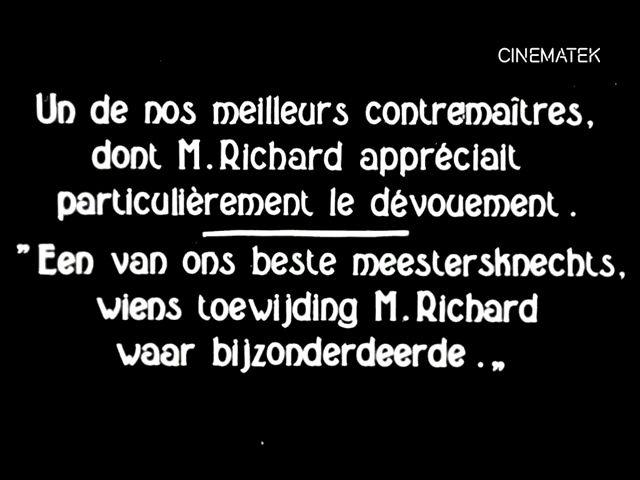 CINEMATEK
Un de nos meilleurs contremaîtres,
dont M. Richard appréciait
particulièrement le dévouement.
"Een van ons beste meestersknechts,
wiens toewijding M. Richard
waar bijzonderdeerde.„